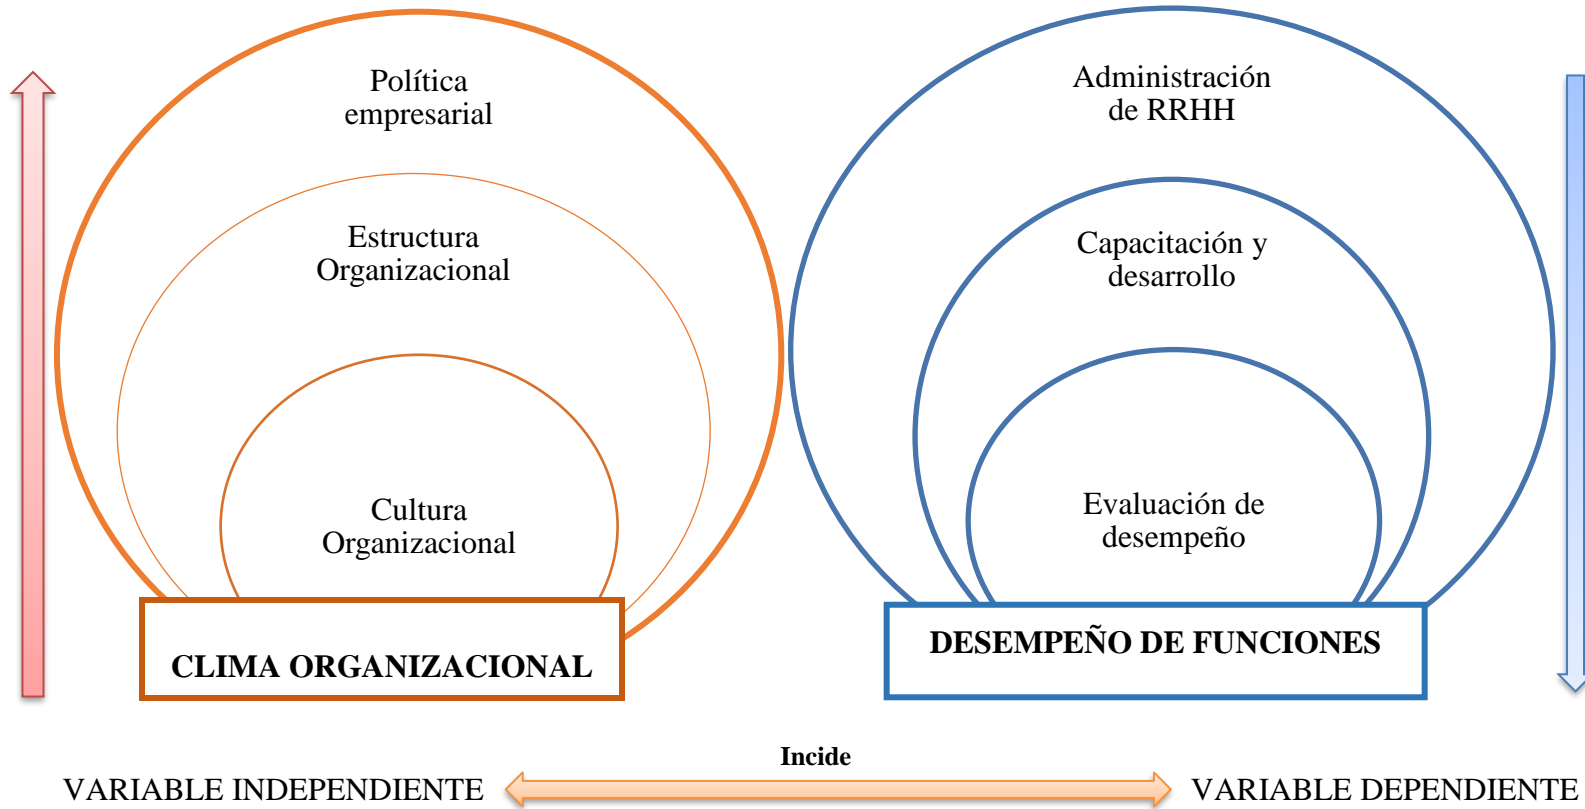 Política
empresarial
Estructura
Organizacional
Cultura
Organizacional
CLIMA ORGANIZACIONAL
Administración
de RRHH
Capacitación y
desarrollo
Evaluación de
desempeño
DESEMPEÑO DE FUNCIONES
Incide
VARIABLE INDEPENDIENTE
VARIABLE DEPENDIENTE